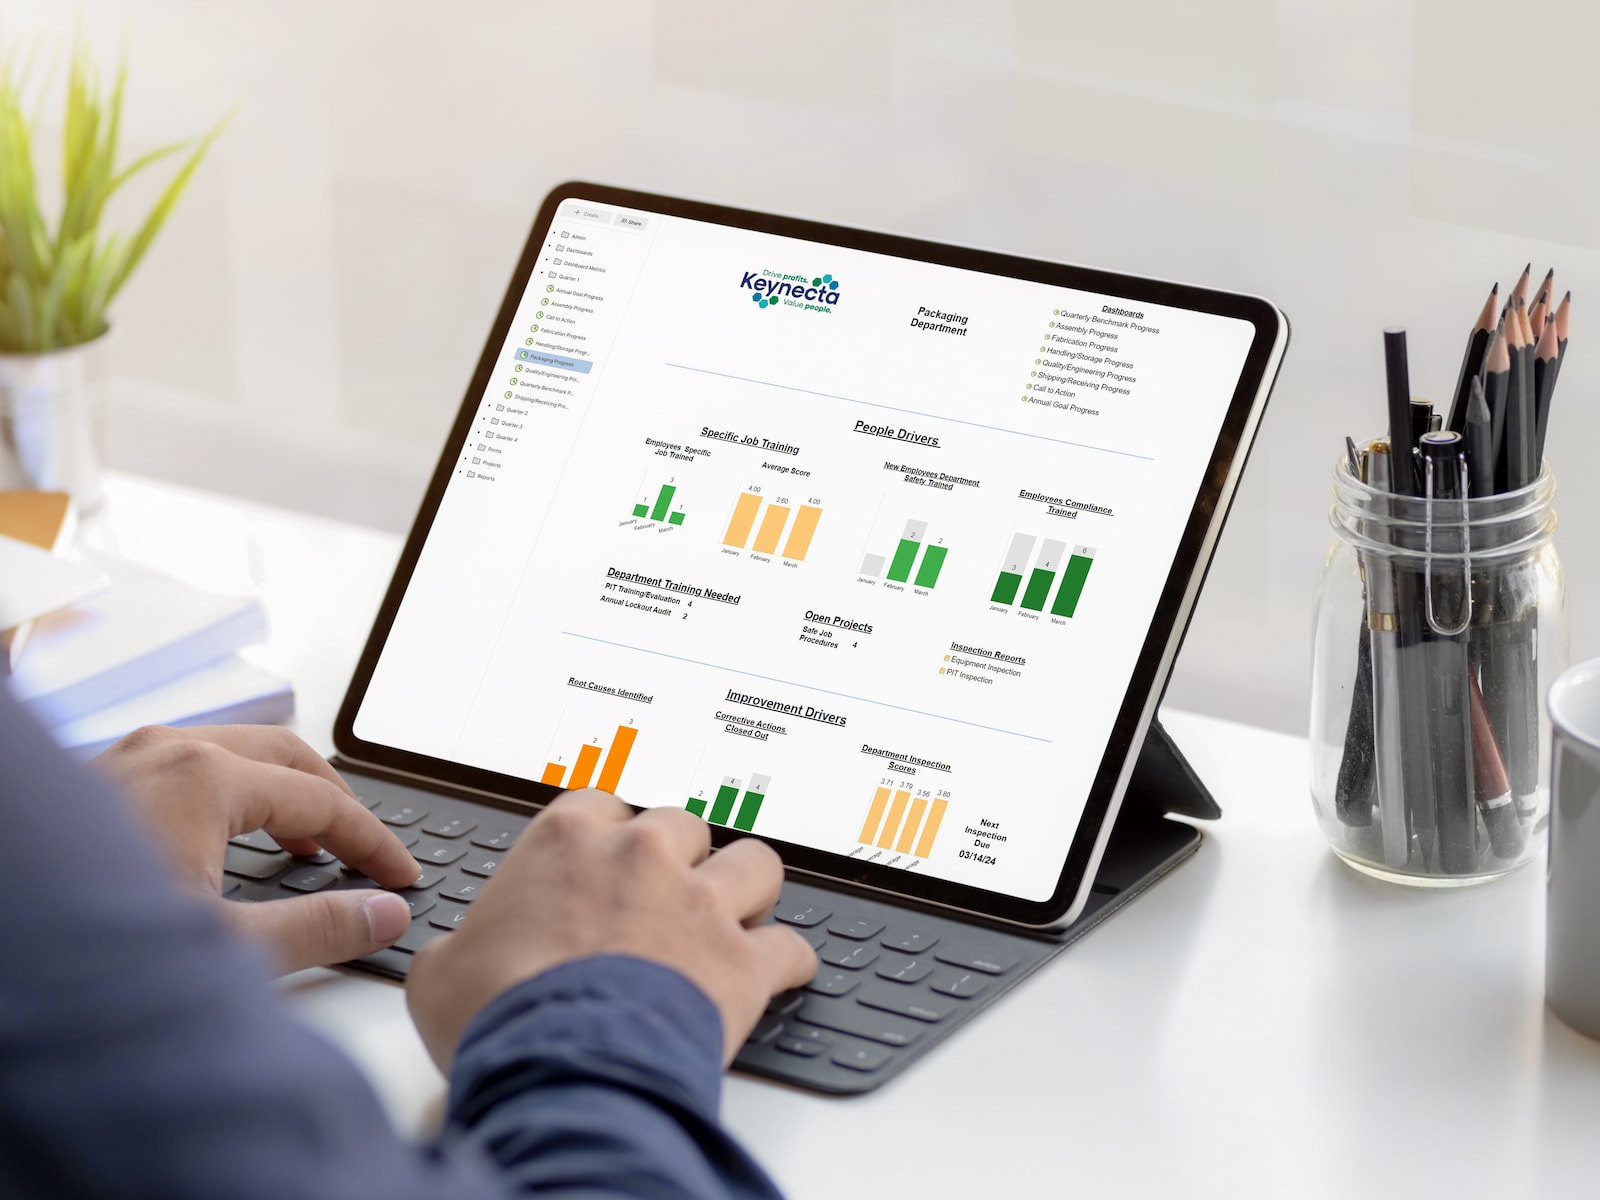 + Create
Share
Admin
Dashboards
Dashboard Metrics
Quarter 1
Annual Goal Progress
Assembly Progress
Call to Action
Fabrication Progress
Handling/Storage Progr...
Packaging Progress
Quality/Engineering Pro...
Quarterly Benchmark P...
Shipping/Receiving Pro...
Quarter 2
Quarter 3
Quarter 4
Forms
Projects
Reports
Drive profits.
Keynecta
Value people.
Packaging
Department
Dashboards
Quarterly Benchmark Progress
Assembly Progress
Fabrication Progress
Handling/Storage Progress
Quality/Engineering Progress
Shipping/Receiving Progress
Call to Action
Annual Goal Progress
People Drivers
Specific Job Training
Employees Specific
Job Trained
1
3
1
January
February
March
Average Score
4.00
3.60
4.00
January
February
March
New Employees Department
Safety Trained
2
2
January
February
March
Employees Compliance
Trained
3
4
6
January
February
March
Department Training Needed
PIT Training/Evaluation 4
Annual Lockout Audit 2
Open Projects
Safe Job
Procedures 4
Inspection Reports
Equipment Inspection
PIT Inspection
Improvement Drivers
Root Causes Identified
1
2
3
Corrective Actions
Closed Out
2
4
4
Department Inspection
Scores
3.71
3.79
3.56
3.80
Next
Inspection
Due
03/14/24
delete